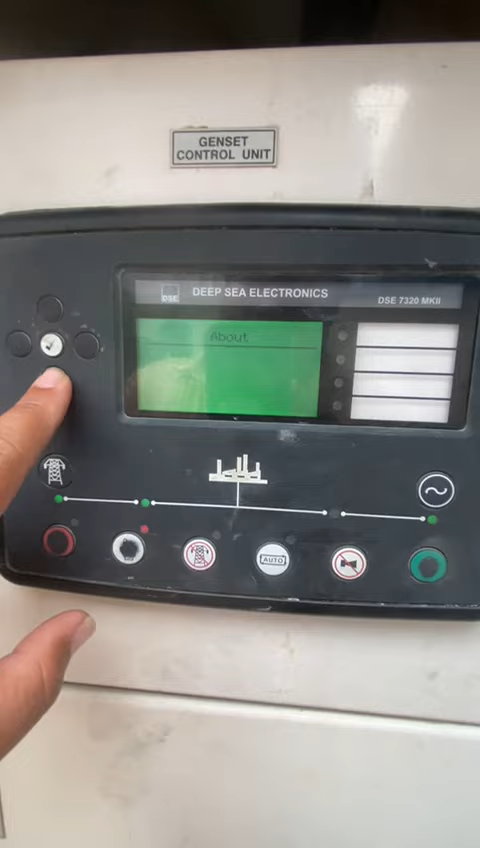 GENSET
CONTROL UNIT
DSE
DEEP SEA ELECTRONICS
DSE 7320 MKII
About
AUTO